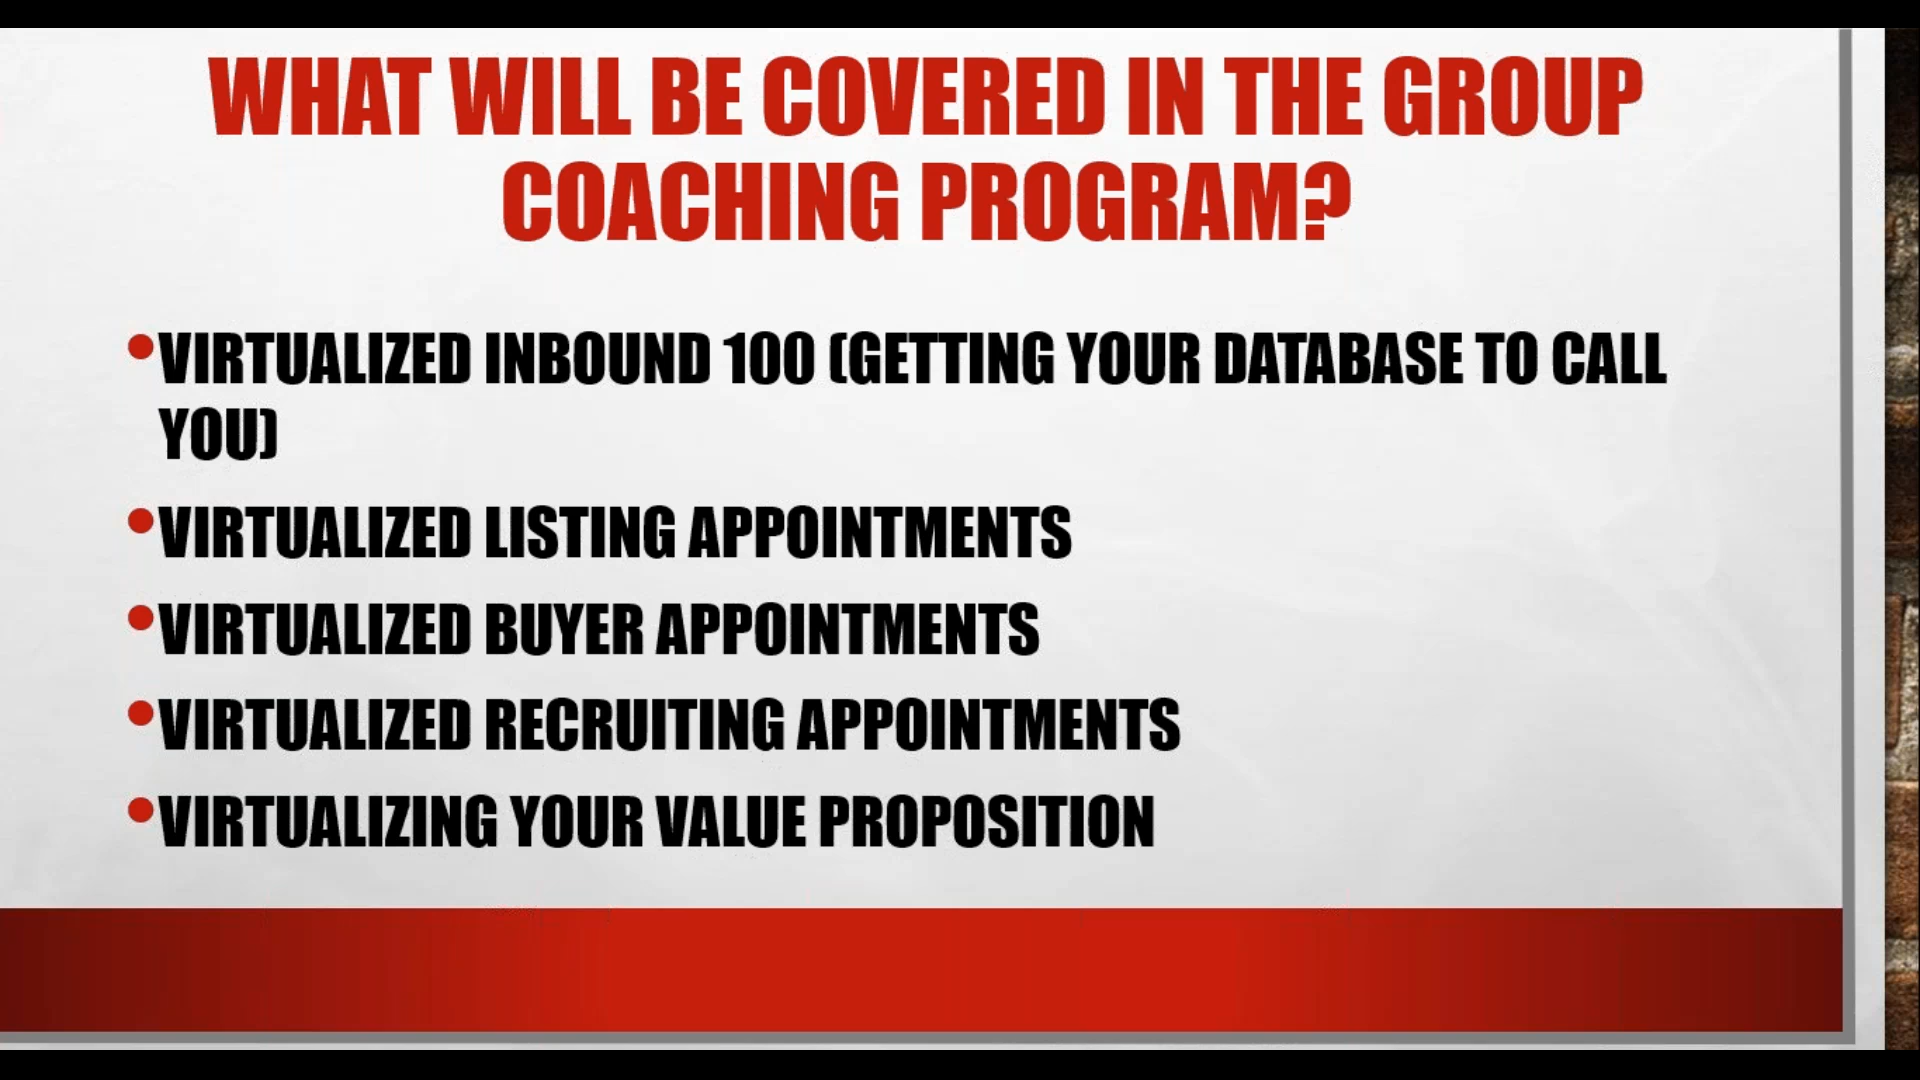 WHAT WILL BE COVERED IN THE GROUP
COACHING PROGRAM?
•VIRTUALIZED INBOUND 100 (GETTING YOUR DATABASE TO CALL
YOU)
•VIRTUALIZED LISTING APPOINTMENTS
•VIRTUALIZED BUYER APPOINTMENTS
•VIRTUALIZED RECRUITING APPOINTMENTS
•VIRTUALIZING YOUR VALUE PROPOSITION